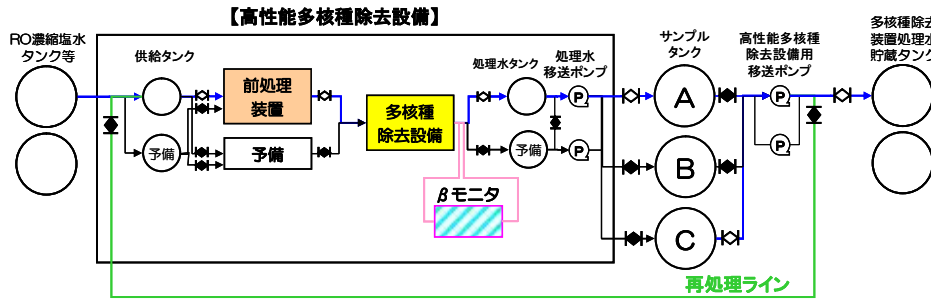 【高性能多核種除去設備】
RO濃縮塩水
タンク等
供給タンク
予備
前処理
装置
予備
多核種
除去設備
βモニタ
処理水タンク
予備
処理水
移送ポンプ
P
P
サンプル
タンク
A
B
C
高性能多核種
除去設備用
移送ポンプ
P
P
多核種除去
装置処理水
貯蔵タンク
再処理ライン